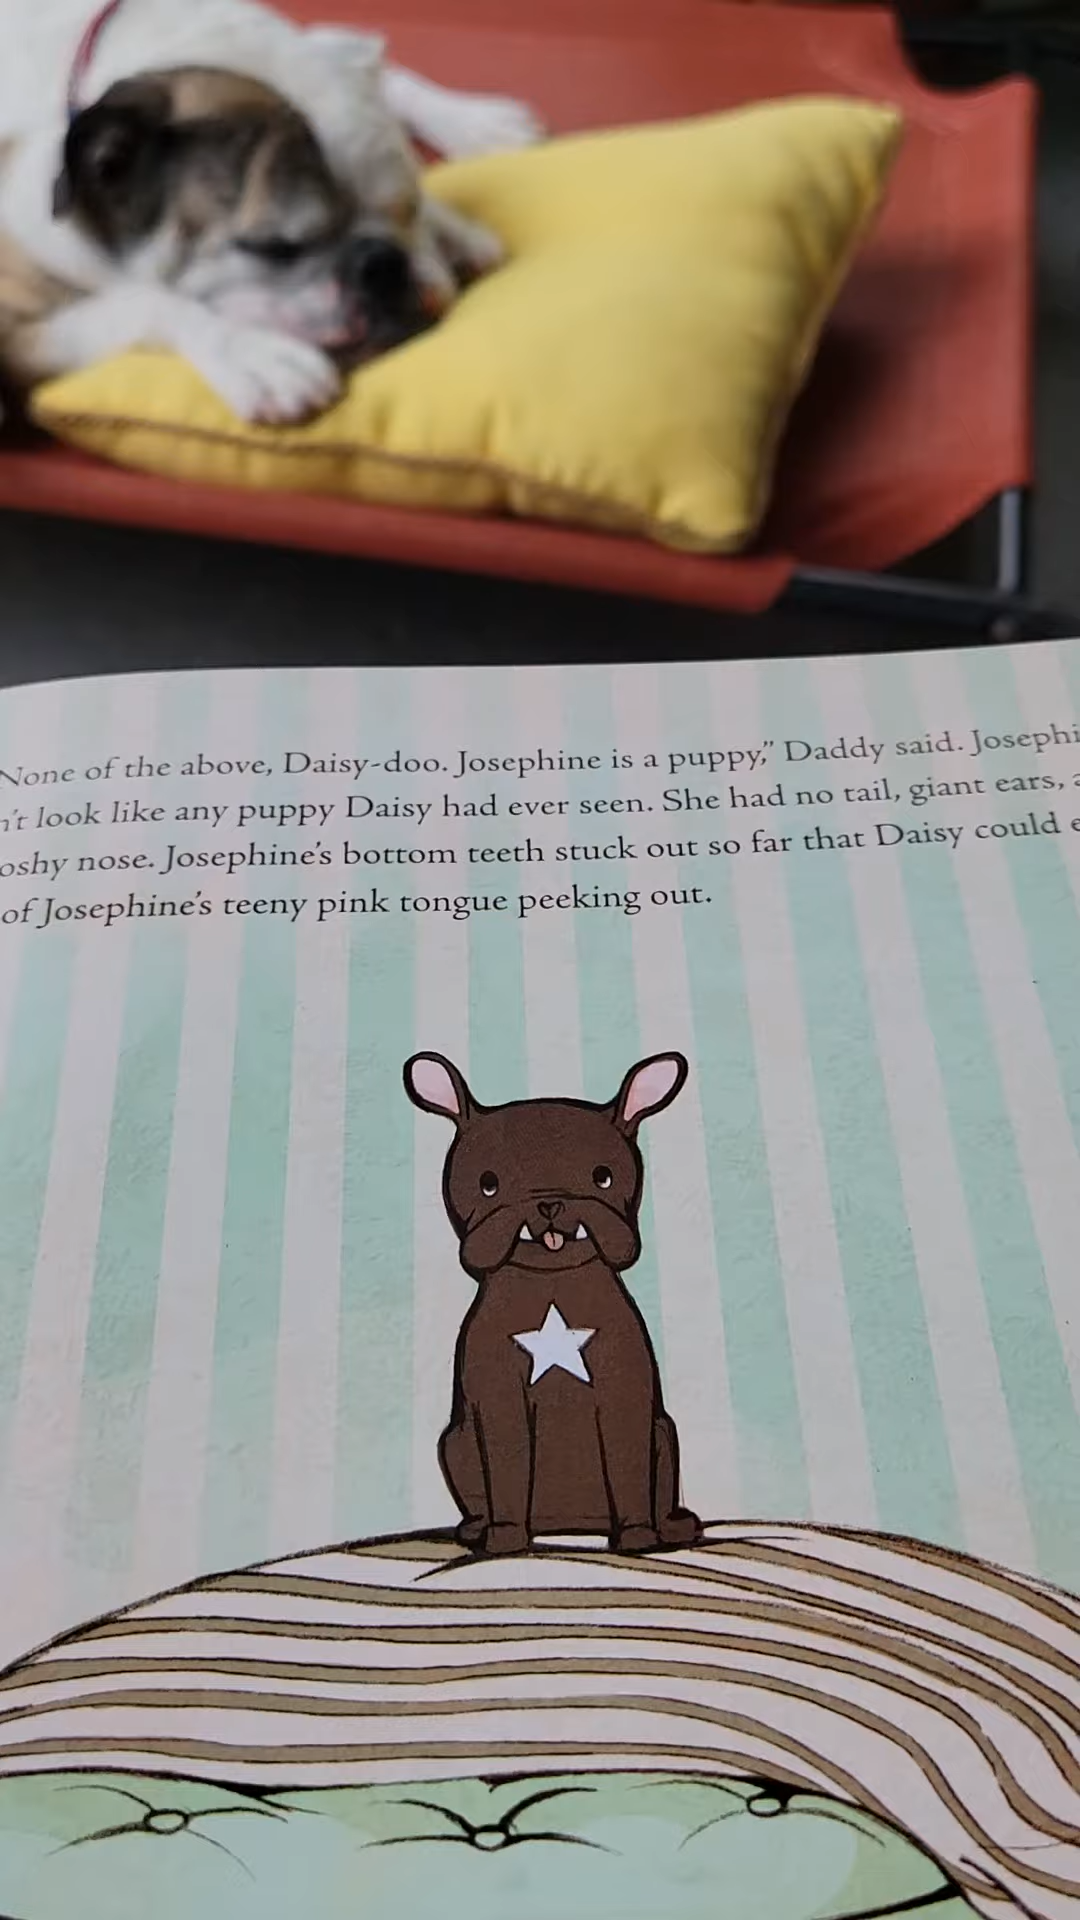 None of the above, Daisy-doo. Josephine is a puppy,” Daddy said. Josephi
n’t look like any puppy Daisy had ever seen. She had no tail, giant ears, a
oshy nose. Josephine’s bottom teeth stuck out so far that Daisy could e
of Josephine’s teeny pink tongue peeking out.